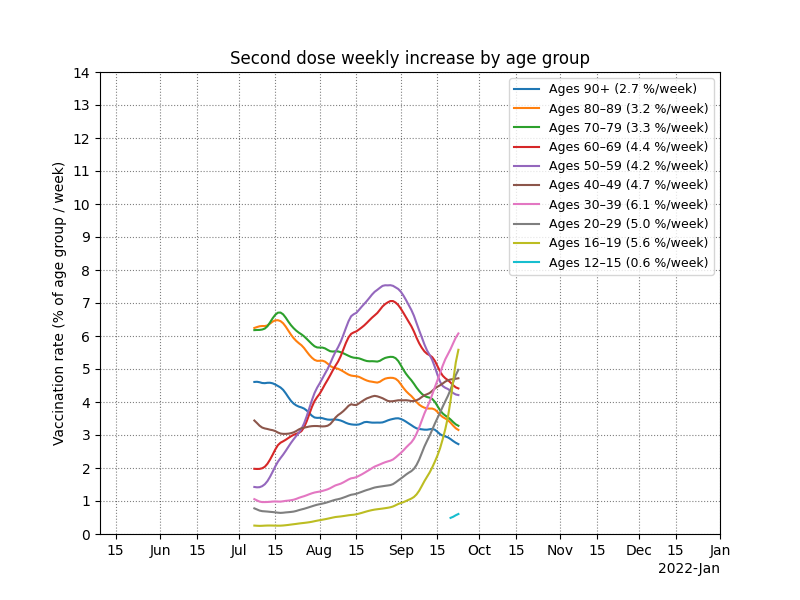 Second dose weekly increase by age group
Vaccination rate (% of age group / week)
14
13
12
11
10
9
8
7
6
5
4
3
2
1
0
Ages 90+ (2.7 %/week)
Ages 80–89 (3.2 %/week)
Ages 70–79 (3.3 %/week)
Ages 60–69 (4.4 %/week)
Ages 50–59 (4.2 %/week)
Ages 40–49 (4.7 %/week)
Ages 30–39 (6.1 %/week)
Ages 20–29 (5.0 %/week)
Ages 16–19 (5.6 %/week)
Ages 12–15 (0.6 %/week)
15 Jun 15 Jul 15 Aug 15 Sep 15 Oct 15 Nov 15 Dec 15 Jan
2022-Jan